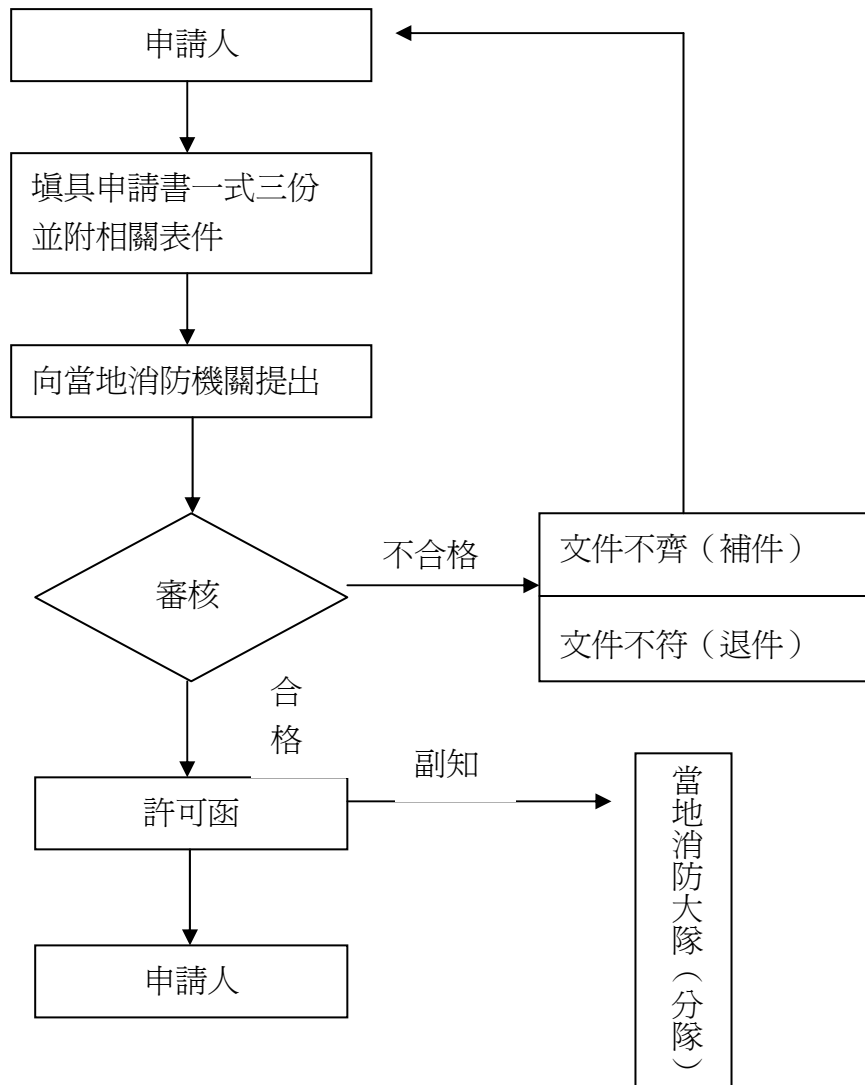 申請人
填具申請書一式三份
並附相關表件
向當地消防機關提出
審核
不合格
文件不齊（補件）
文件不符（退件）
合
格
許可函
副知
當地消防大隊（分隊）
申請人